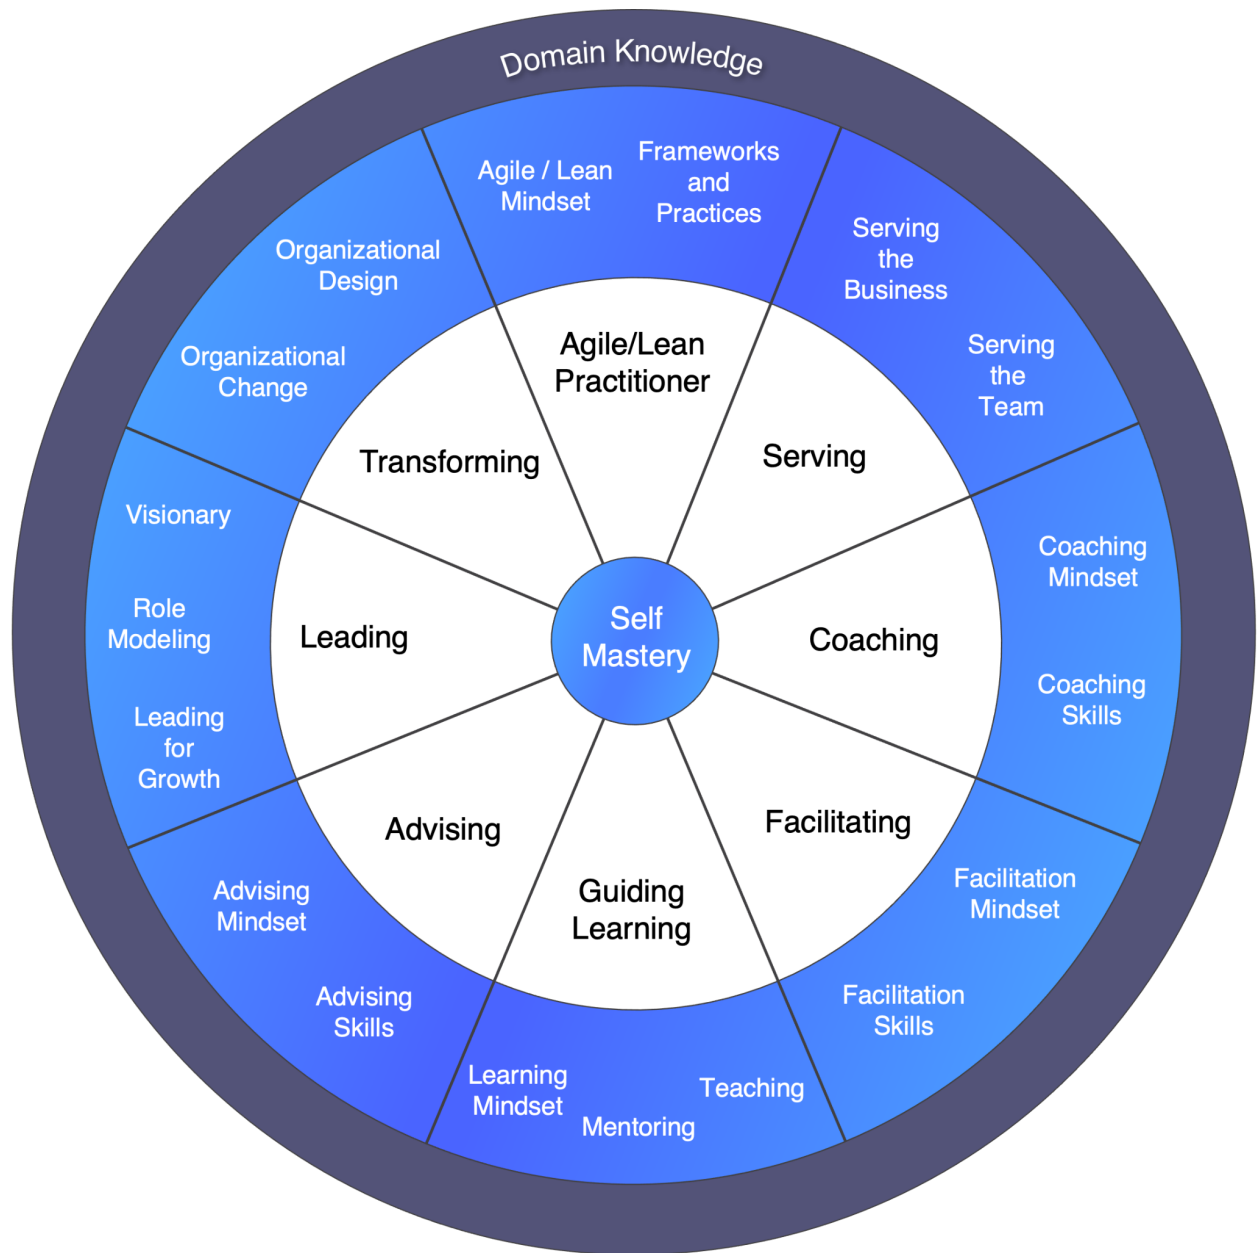 Domain Knowledge
Agile / Lean
Mindset
Frameworks
and
Practices
Serving
the
Business
Serving
the
Team
Coaching
Mindset
Coaching
Skills
Facilitation
Mindset
Facilitation
Skills
Teaching
Mentoring
Learning
Mindset
Advising
Skills
Advising
Mindset
Leading
for
Growth
Role
Modeling
Visionary
Organizational
Change
Organizational
Design
Agile/Lean
Practitioner
Serving
Coaching
Facilitating
Guiding
Learning
Advising
Leading
Transforming
Self
Mastery